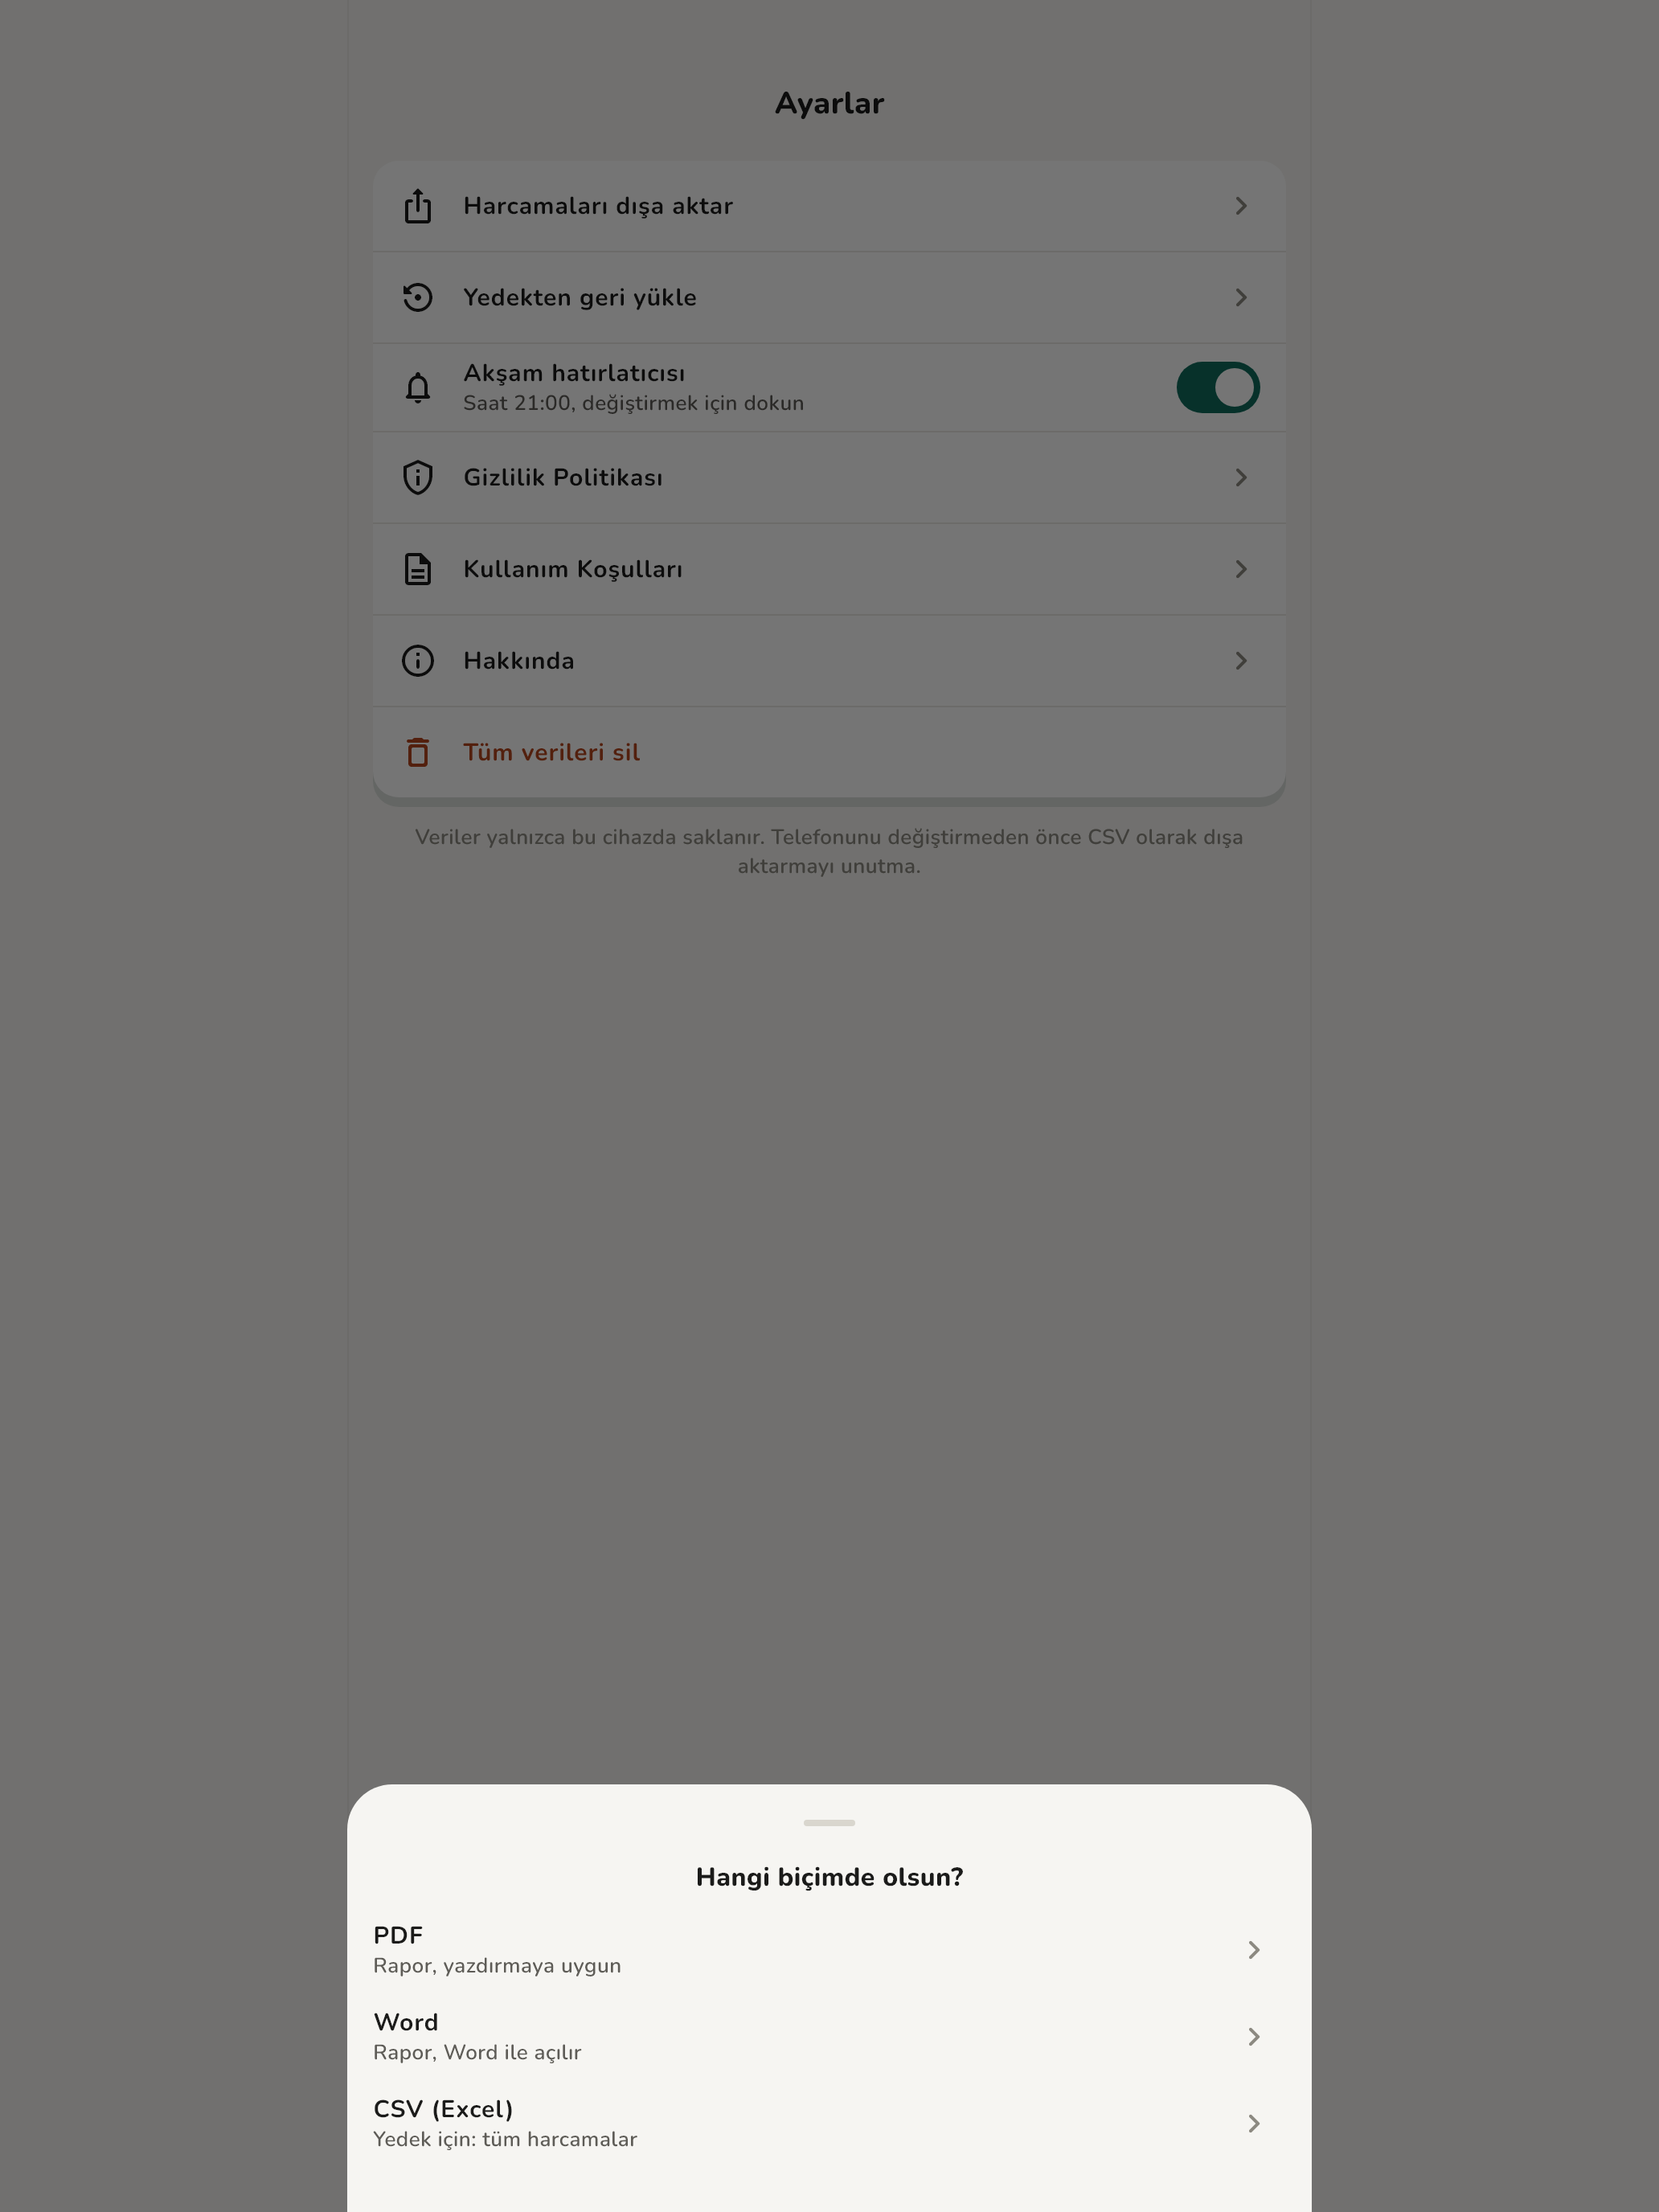 Ayarlar
Harcamaları dışa aktar
Yedekten geri yükle
Akşam hatırlatıcısı
Saat 21:00, değiştirmek için dokun
Gizlilik Politikası
Kullanım Koşulları
Hakkında
Tüm verileri sil
Veriler yalnızca bu cihazda saklanır. Telefonunu değiştirmeden önce CSV olarak dışa
aktarmayı unutma.
Hangi biçimde olsun?
PDF
Rapor, yazdırmaya uygun
Word
Rapor, Word ile açılır
CSV (Excel)
Yedek için: tüm harcamalar